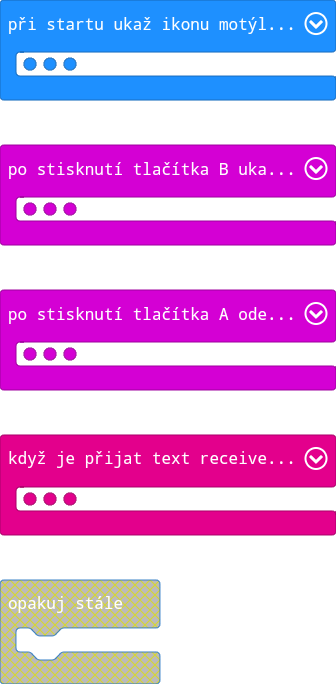 při startu ukaž ikonu motýl...
po stisknutí tlačítka B uka...
po stisknutí tlačítka A ode...
když je přijat text receive...
opakuj stále